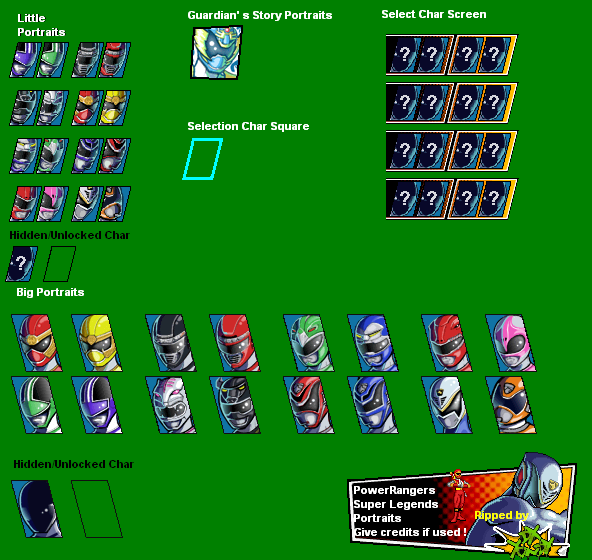 Little
Portraits
Guardian' s Story Portraits
Select Char Screen
? ? ? ?
? ? ? ?
Selection Char Square
? ? ? ?
? ? ? ?
Hidden/Unlocked Char
?
Big Portraits
Hidden/Unlocked Char
PowerRangers
Super Legends
Portraits
Ripped by
Give credits if used !